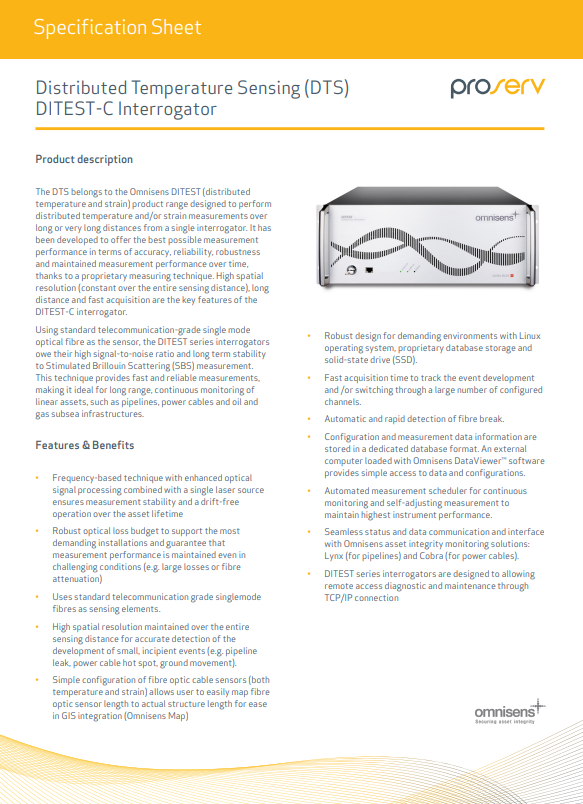 Specification Sheet
Distributed Temperature Sensing (DTS)
DITEST-C Interrogator
proserv
Product description
The DTS belongs to the Omnisens DITEST (distributed
temperature and strain) product range designed to perform
distributed temperature and/or strain measurements over
long or very long distances from a single interrogator. It has
been developed to offer the best possible measurement
performance in terms of accuracy, reliability, robustness
and maintained measurement performance over time,
thanks to a proprietary measuring technique. High spatial
resolution (constant over the entire sensing distance), long
distance and fast acquisition are the key features of the
DITEST-C interrogator.
Using standard telecommunication-grade single mode
optical fibre as the sensor, the DITEST series interrogators
owe their high signal-to-noise ratio and long term stability
to Stimulated Brillouin Scattering (SBS) measurement.
This technique provides fast and reliable measurements,
making it ideal for long range, continuous monitoring of
linear assets, such as pipelines, power cables and oil and
gas subsea infrastructures.
Features & Benefits
• Frequency-based technique with enhanced optical
signal processing combined with a single laser source
ensures measurement stability and a drift-free
operation over the asset lifetime
• Robust optical loss budget to support the most
demanding installations and guarantee that
measurement performance is maintained even in
challenging conditions (e.g. large losses or fibre
attenuation)
• Uses standard telecommunication grade singlemode
fibres as sensing elements.
• High spatial resolution maintained over the entire
sensing distance for accurate detection of the
development of small, incipient events (e.g. pipeline
leak, power cable hot spot, ground movement).
• Simple configuration of fibre optic cable sensors (both
temperature and strain) allows user to easily map fibre
optic sensor length to actual structure length for ease
in GIS integration (Omnisens Map)
omnisens
• Robust design for demanding environments with Linux
operating system, proprietary database storage and
solid-state drive (SSD).
• Fast acquisition time to track the event development
and /or switching through a large number of configured
channels.
• Automatic and rapid detection of fibre break.
• Configuration and measurement data information are
stored in a dedicated database format. An external
computer loaded with Omnisens DataViewer™ software
provides simple access to data and configurations.
• Automated measurement scheduler for continuous
monitoring and self-adjusting measurement to
maintain highest instrument performance.
• Seamless status and data communication and interface
with Omnisens asset integrity monitoring solutions:
Lynx (for pipelines) and Cobra (for power cables).
• DITEST series interrogators are designed to allowing
remote access diagnostic and maintenance through
TCP/IP connection
omnisens
Securing asset integrity